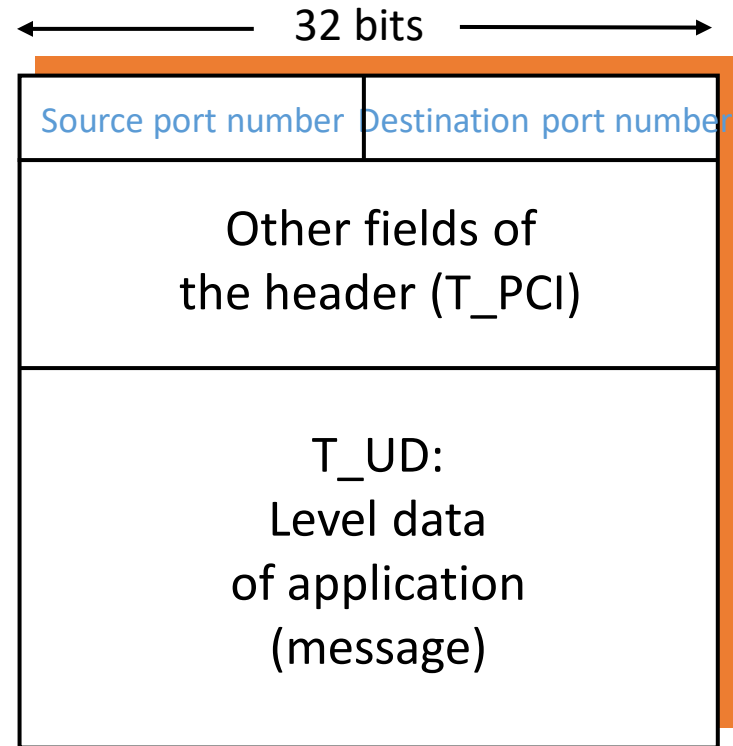 32 bits
Source port number Destination port number
Other fields of
the header (T_PCI)
T_UD:
Level data
of application
(message)